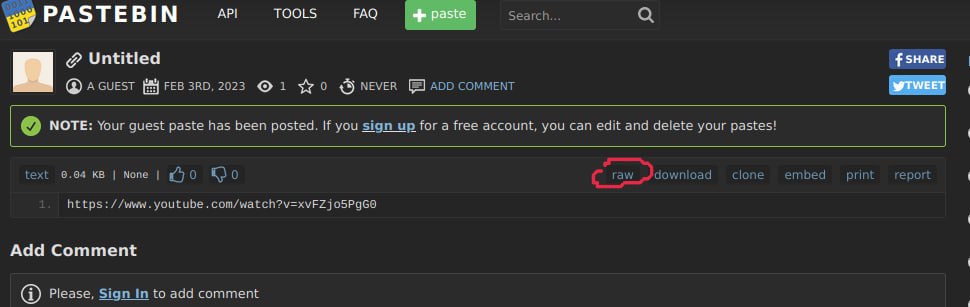 PASTEBIN API TOOLS FAQ + paste Search...
Untitled SHARE
A GUEST FEB 3RD, 2023 1 0 NEVER ADD COMMENT TWEET
NOTE: Your guest paste has been posted. If you sign up for a free account, you can edit and delete your pastes!
text 0.04 KB | None | 0 0 raw download clone embed print report
1. https://www.youtube.com/watch?v=xvFZjo5PgG0
Add Comment
Please, Sign In to add comment